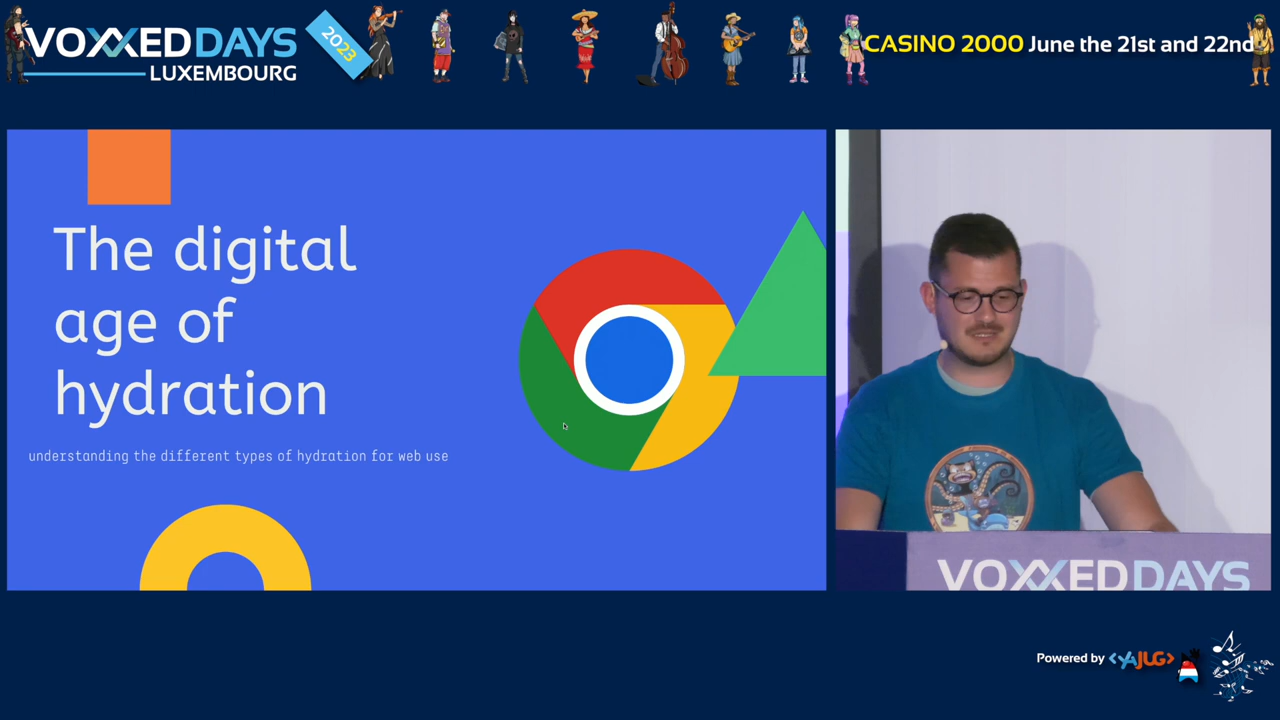 VOXXEDDAYS
LUXEMBOURG
2023
CASINO 2000 June the 21st and 22nd
The digital
age of
hydration
understanding the different types of hydration for web use
VOXXEDDAYS
Powered by <YAJUG>